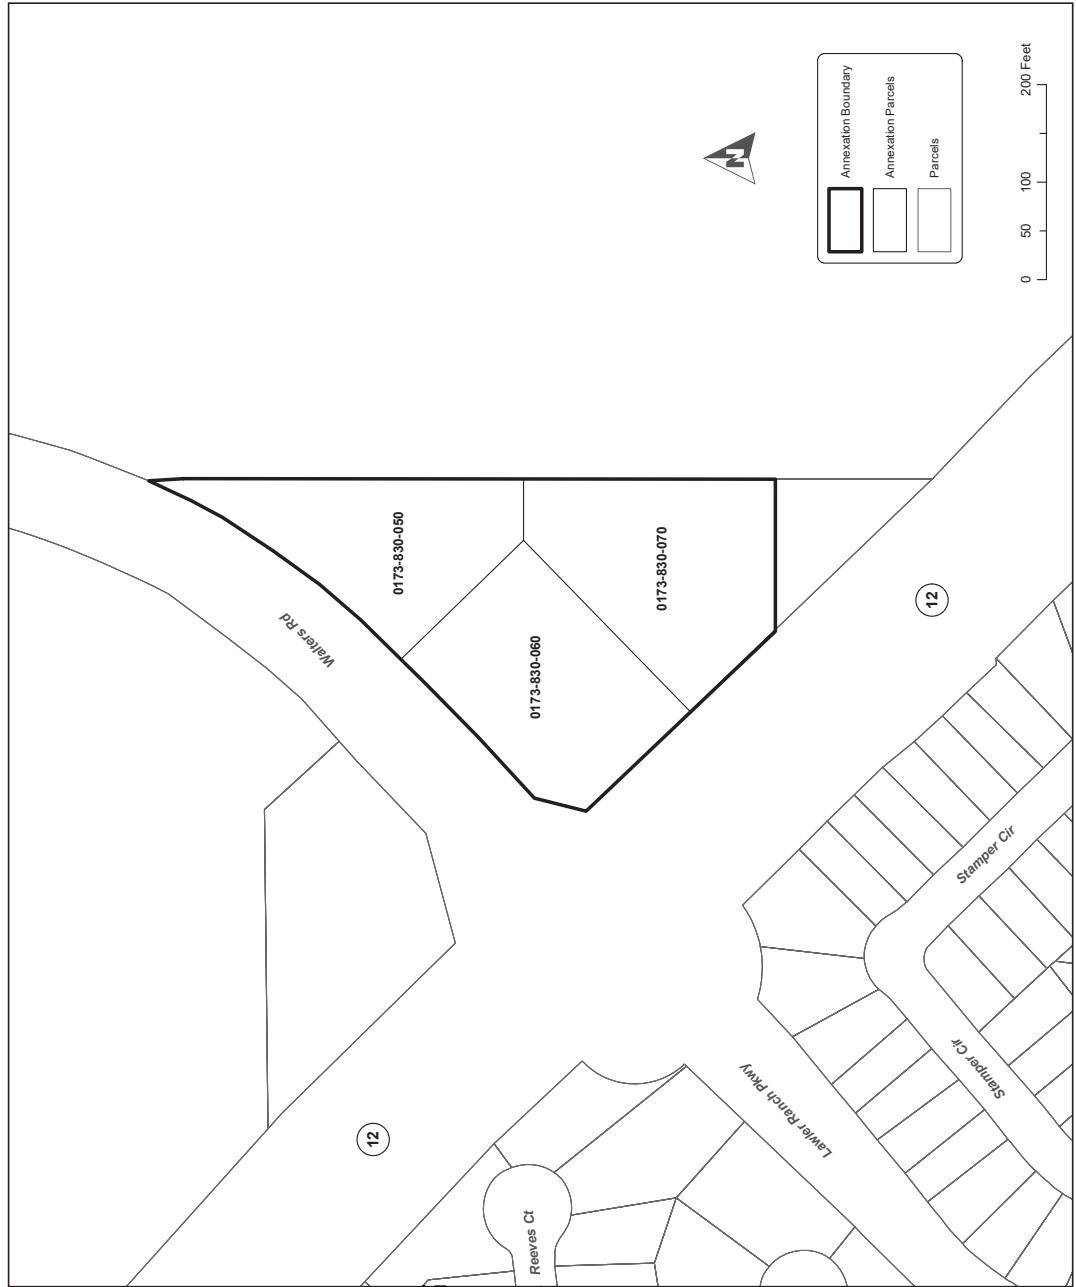 Walters Rd
0173-830-050
0173-830-060
0173-830-070
12
12
Reeves Ct
Lawler Ranch Pkwy
Stamper Cir
Stamper Cir
N
Annexation Boundary
Annexation Parcels
Parcels
0 50 100 200 Feet